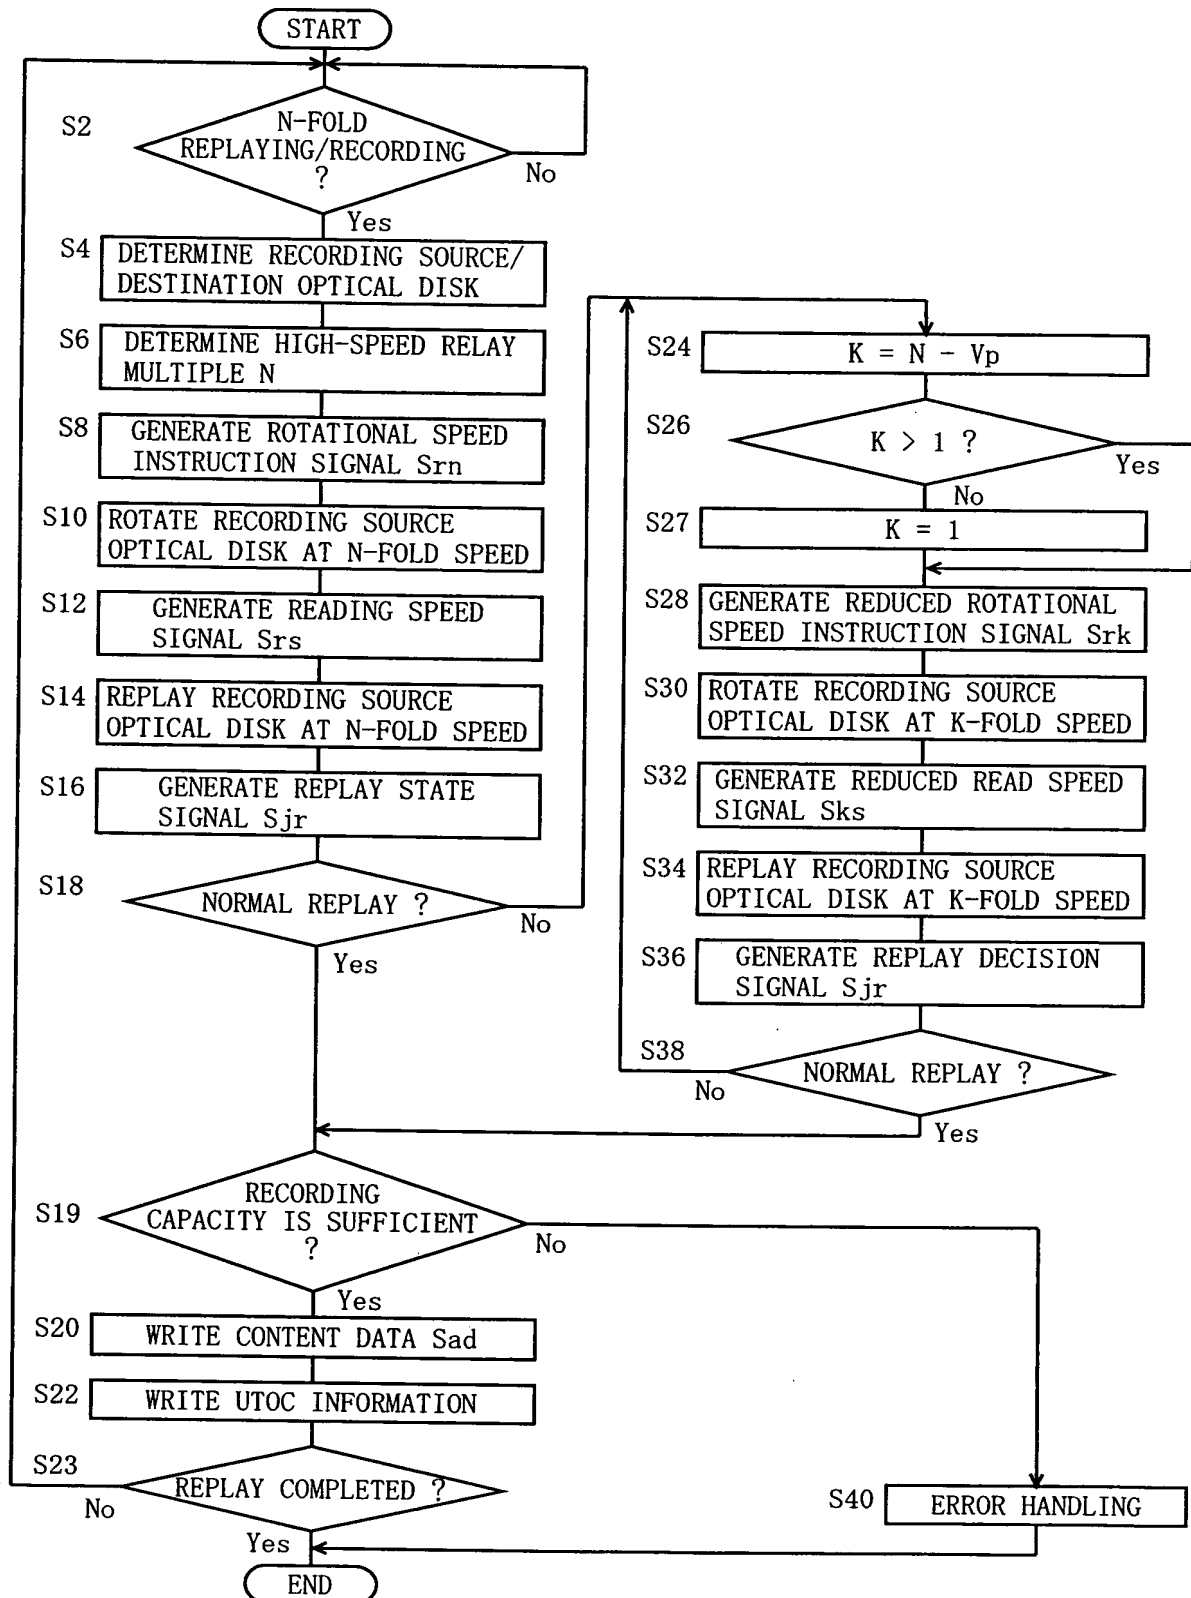 START
S2
N-FOLD
REPLAYING/RECORDING
?
No
Yes
S4
DETERMINE RECORDING SOURCE/
DESTINATION OPTICAL DISK
S6
DETERMINE HIGH-SPEED RELAY
MULTIPLE N
S8
GENERATE ROTATIONAL SPEED
INSTRUCTION SIGNAL Srn
S10
ROTATE RECORDING SOURCE
OPTICAL DISK AT N-FOLD SPEED
S12
GENERATE READING SPEED
SIGNAL Srs
S14
REPLAY RECORDING SOURCE
OPTICAL DISK AT N-FOLD SPEED
S16
GENERATE REPLAY STATE
SIGNAL Sjr
S18
NORMAL REPLAY ?
No
Yes
S24
K = N - Vp
S26
K > 1 ?
Yes
No
S27
K = 1
S28
GENERATE REDUCED ROTATIONAL
SPEED INSTRUCTION SIGNAL Srk
S30
ROTATE RECORDING SOURCE
OPTICAL DISK AT K-FOLD SPEED
S32
GENERATE REDUCED READ SPEED
SIGNAL Sks
S34
REPLAY RECORDING SOURCE
OPTICAL DISK AT K-FOLD SPEED
S36
GENERATE REPLAY DECISION
SIGNAL Sjr
S38
NORMAL REPLAY ?
No
Yes
S19
RECORDING
CAPACITY IS SUFFICIENT
?
No
Yes
S20
WRITE CONTENT DATA Sad
S22
WRITE UTOC INFORMATION
S23
REPLAY COMPLETED ?
No
Yes
S40
ERROR HANDLING
END